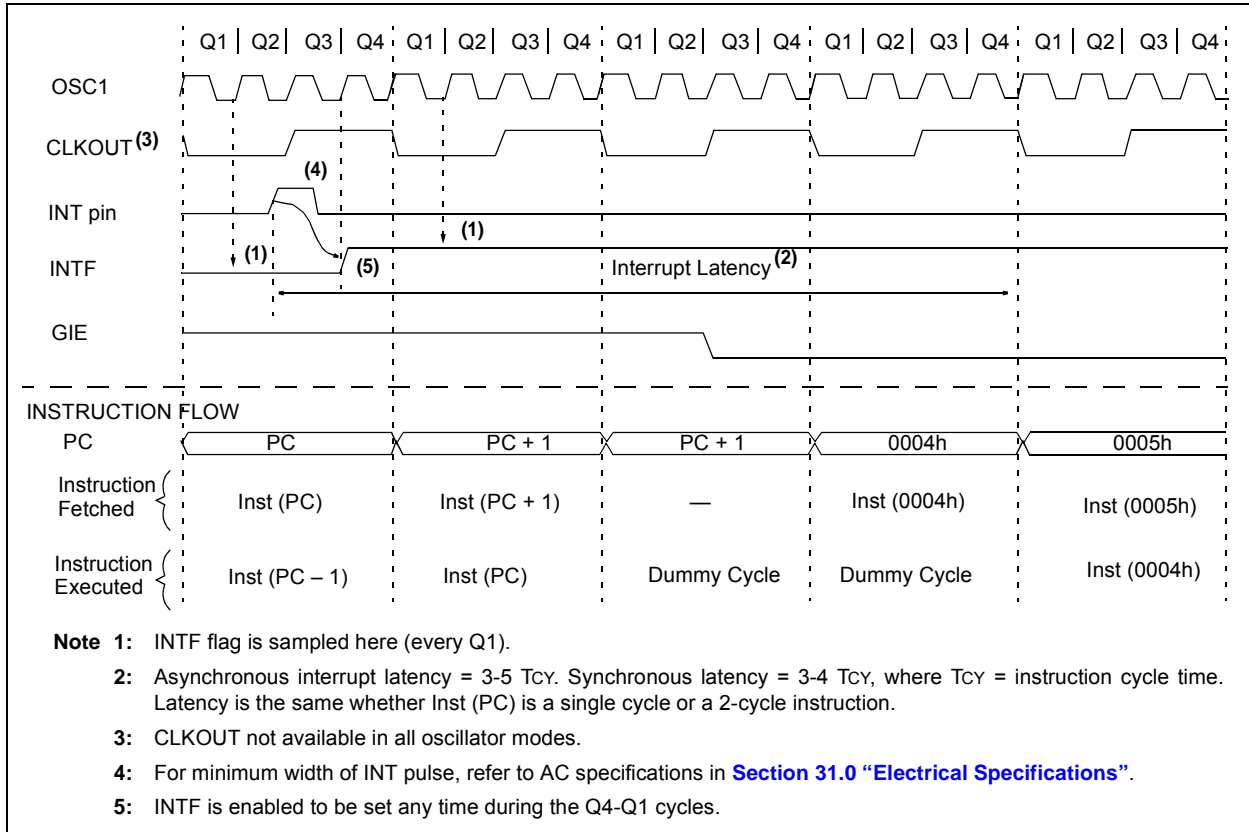 Q1 Q2 Q3 Q4 Q1 Q2 Q3 Q4 Q1 Q2 Q3 Q4 Q1 Q2 Q3 Q4 Q1 Q2 Q3 Q4
OSC1
CLKOUT (3)
(4)
INT pin
(1)
(1)
INTF
(5)
Interrupt Latency (2)
GIE
INSTRUCTION FLOW
PC PC PC + 1 PC + 1 0004h 0005h
Instruction
Fetched
Inst (PC) Inst (PC + 1) — Inst (0004h) Inst (0005h)
Instruction
Executed
Inst (PC – 1) Inst (PC) Dummy Cycle Dummy Cycle Inst (0004h)
Note 1: INTF flag is sampled here (every Q1).
2: Asynchronous interrupt latency = 3-5 TCY. Synchronous latency = 3-4 TCY, where TCY = instruction cycle time.
Latency is the same whether Inst (PC) is a single cycle or a 2-cycle instruction.
3: CLKOUT not available in all oscillator modes.
4: For minimum width of INT pulse, refer to AC specifications in Section 31.0 “Electrical Specifications”.
5: INTF is enabled to be set any time during the Q4-Q1 cycles.